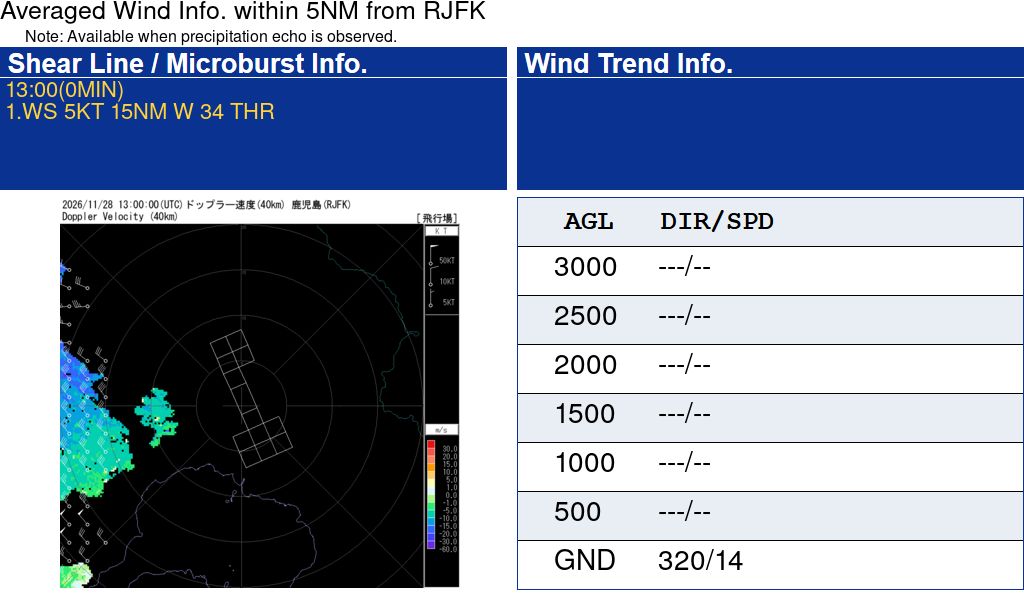 Averaged Wind Info. within 5NM from RJFK
Note: Available when precipitation echo is observed.
Shear Line / Microburst Info.
13:00(0MIN)
1.WS 5KT 15NM W 34 THR
Wind Trend Info.
2026/11/28 13:00:00(UTC) ドップラー速度(40km) 鹿児島(RJFK)
Doppler Velocity (40km)
[飛行場]
KT
50KT
10KT
5KT
m/s
30.0
20.0
15.0
10.0
5.0
1.0
0.0
-1.0
-5.0
-10.0
-15.0
-20.0
-30.0
-60.0
AGL DIR/SPD
3000 ---/--
2500 ---/--
2000 ---/--
1500 ---/--
1000 ---/--
500 ---/--
GND 320/14